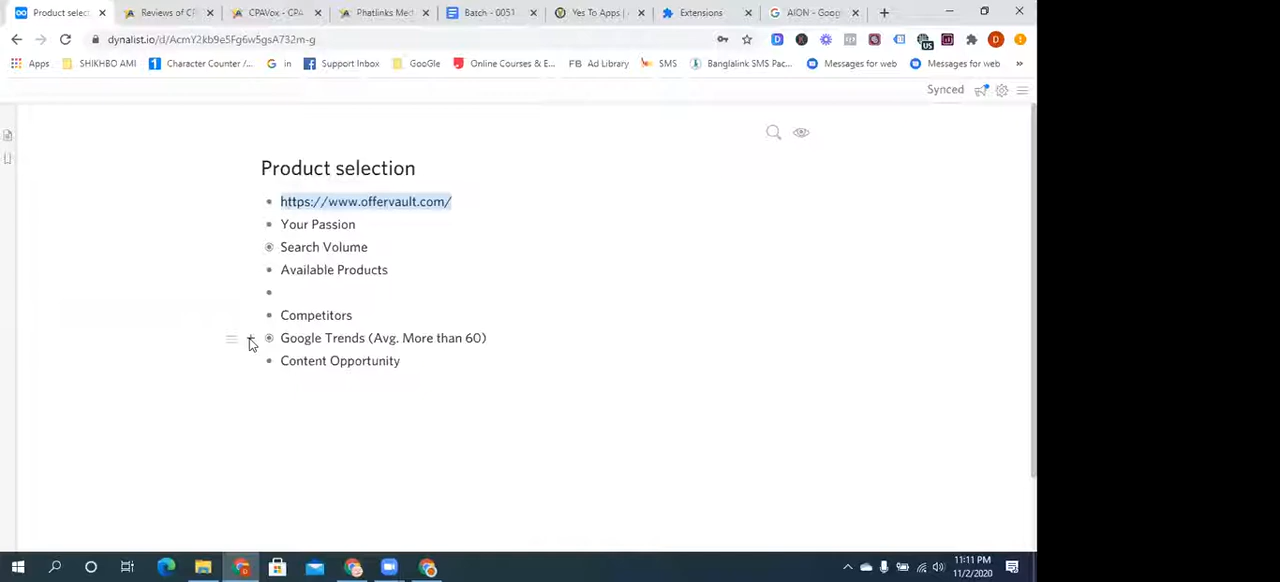 Product selec
Reviews of CP
CPAVox - CPA
Phatlinks Med
Batch - 0051
Yes To Apps |
Extensions
AION - Goog
dynalist.io/d/AcmY2kb9e5Fg6w5gsA732m-g
US
D
Apps
SHIKHBO AMI
Character Counter /...
in
Support Inbox
GooGle
Online Courses & E...
FB Ad Library
SMS
Banglalink SMS Pac...
Messages for web
Messages for web
»
Synced
Product selection
https://www.offervault.com/
Your Passion
Search Volume
Available Products
Competitors
Google Trends (Avg. More than 60)
Content Opportunity
11:11 PM
11/2/2020